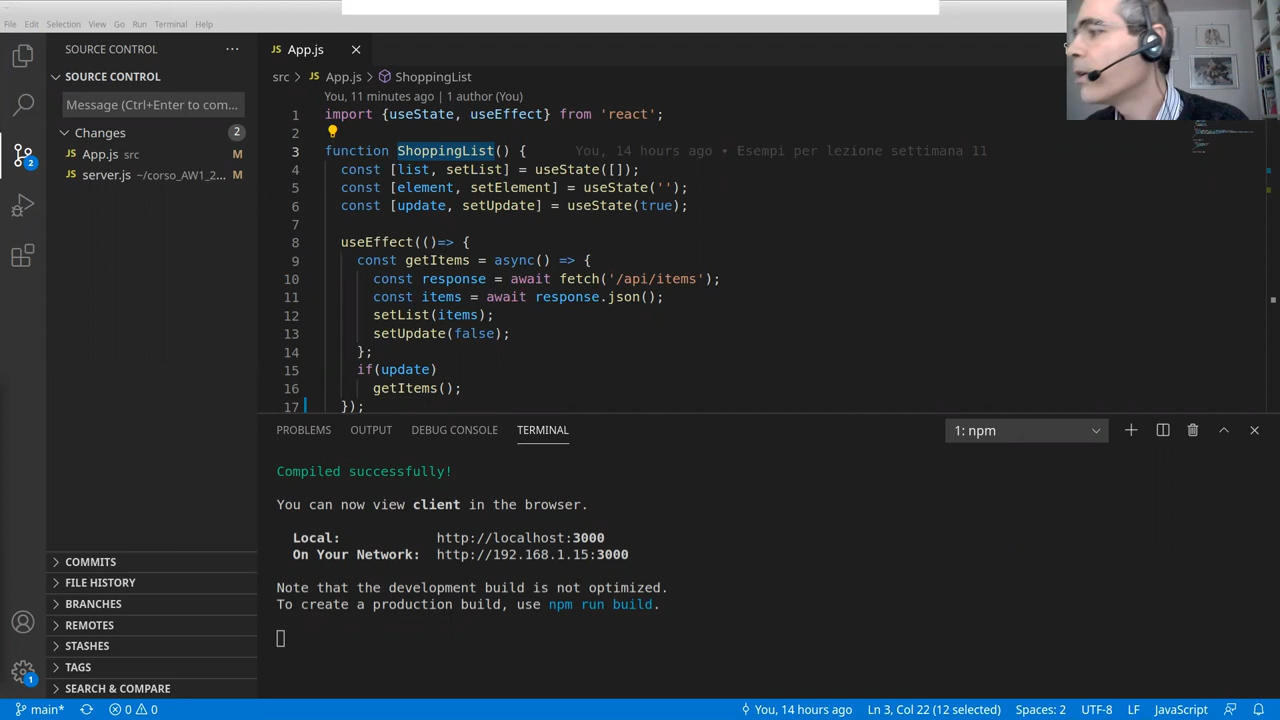 File Edit Selection View Go Run Terminal Help
SOURCE CONTROL ···
SOURCE CONTROL
Message (Ctrl+Enter to com...
Changes 2
App.js src M
server.js ~/corso_AW1_2... M
2
1
COMMITS
FILE HISTORY
BRANCHES
REMOTES
STASHES
TAGS
SEARCH & COMPARE
JS App.js
src > JS App.js > ShoppingList
You, 11 minutes ago | 1 author (You)
1 import {useState, useEffect} from 'react';
2
3 function ShoppingList() { You, 14 hours ago • Esempi per lezione settimana 11
4 const [list, setList] = useState([]);
5 const [element, setElement] = useState('');
6 const [update, setUpdate] = useState(true);
7
8 useEffect(()=> {
9 const getItems = async() => {
10 const response = await fetch('/api/items');
11 const items = await response.json();
12 setList(items);
13 setUpdate(false);
14 };
15 if(update)
16 getItems();
17 });
PROBLEMS OUTPUT DEBUG CONSOLE TERMINAL 1: npm
Compiled successfully!
You can now view client in the browser.
Local: http://localhost:3000
On Your Network: http://192.168.1.15:3000
Note that the development build is not optimized.
To create a production build, use npm run build.
main* 0 0 You, 14 hours ago Ln 3, Col 22 (12 selected) Spaces: 2 UTF-8 LF JavaScript